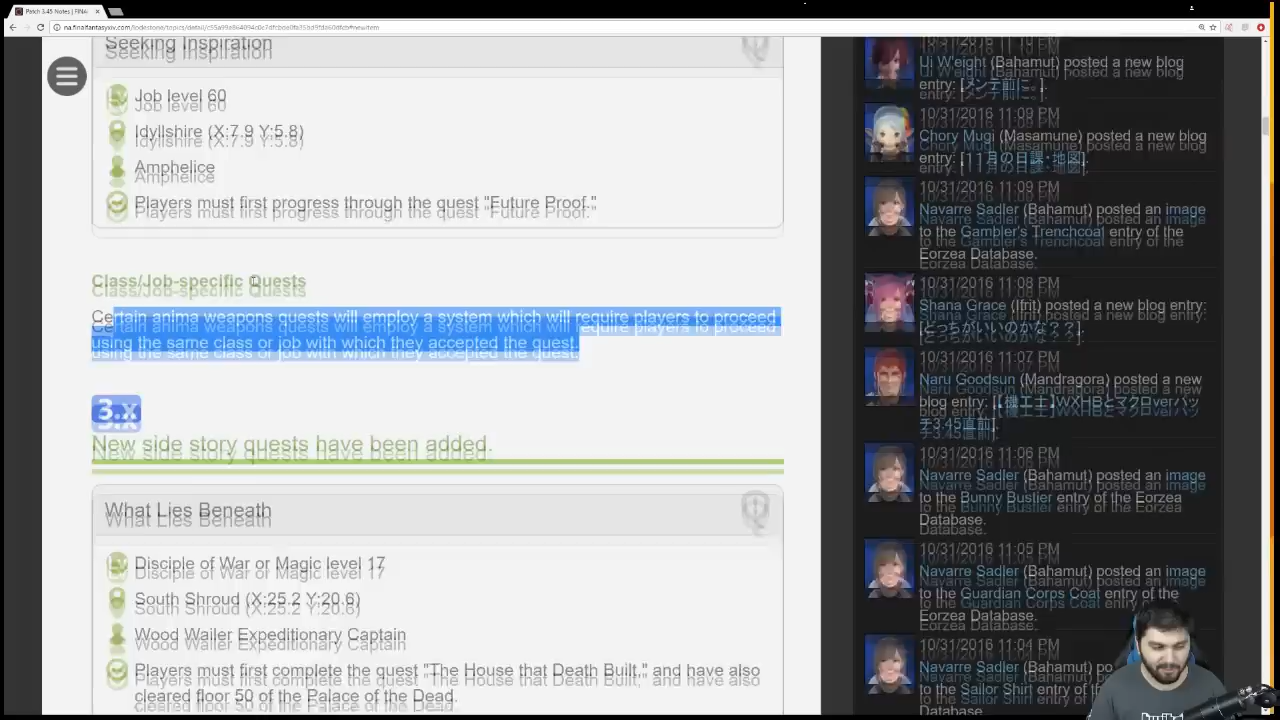 Patch 3.45 Notes | FINAL
na.finalfantasyxiv.com/lodestone/topics/detail/
Seeking Inspiration
Job level 60
Idyllshire (X:7.9 Y:5.8)
Amphelice
Players must first progress through the quest "Future Proof."
Class/Job-specific Quests
Certain anima weapons quests will employ a system which will require players to proceed
using the same class or job with which they accepted the quest.
3.x
New side story quests have been added.
What Lies Beneath
Disciple of War or Magic level 17
South Shroud (X:25.2 Y:20.6)
Wood Wailer Expeditionary Captain
Players must first complete the quest "The House that Death Built," and have also
cleared floor 50 of the Palace of the Dead.
10/31/2016 11:10 PM
Ui W'eight (Bahamut) posted a new blog
entry: [メンテ前に。].
10/31/2016 11:09 PM
Chory Mugi (Masamune) posted a new blog
entry: [11月の日課・地図].
10/31/2016 11:09 PM
Navarre Sadler (Bahamut) posted an image
to the Gambler's Trenchcoat entry of the
Eorzea Database.
10/31/2016 11:08 PM
Shana Grace (Ifrit) posted a new blog entry:
[どっちがいいのかな？？].
10/31/2016 11:07 PM
Naru Goodsun (Mandragora) posted a new
blog entry: [【機工士】WXHBとマクロverパッ
チ3.45直前].
10/31/2016 11:06 PM
Navarre Sadler (Bahamut) posted an image
to the Bunny Bustier entry of the Eorzea
Database.
10/31/2016 11:05 PM
Navarre Sadler (Bahamut) posted an image
to the Guardian Corps Coat entry of the
Eorzea Database.
10/31/2016 11:04 PM
Navarre Sadler (Bahamut) po
to the Sailor Shirt entry of t
Database.